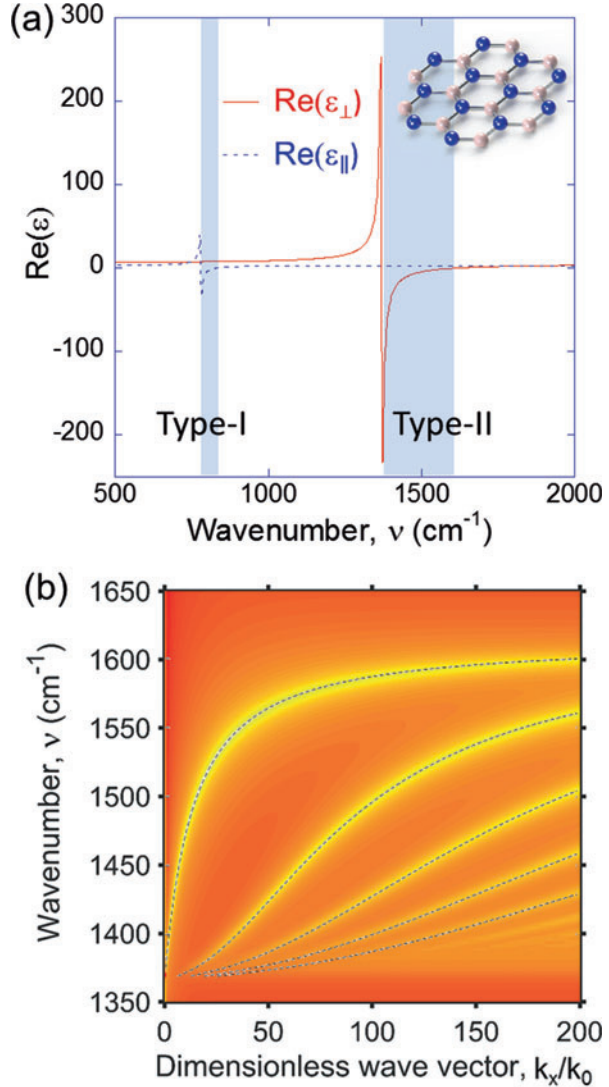 (a)
300
200
100
0
-100
-200
Re(ε)
Re(ε⊥)
Re(ε∥)
Type-I
Type-II
500
1000
1500
2000
Wavenumber, ν (cm⁻¹)
(b)
1650
1600
1550
1500
1450
1400
1350
Wavenumber, ν (cm⁻¹)
0
50
100
150
200
Dimensionless wave vector, kₓ/k₀